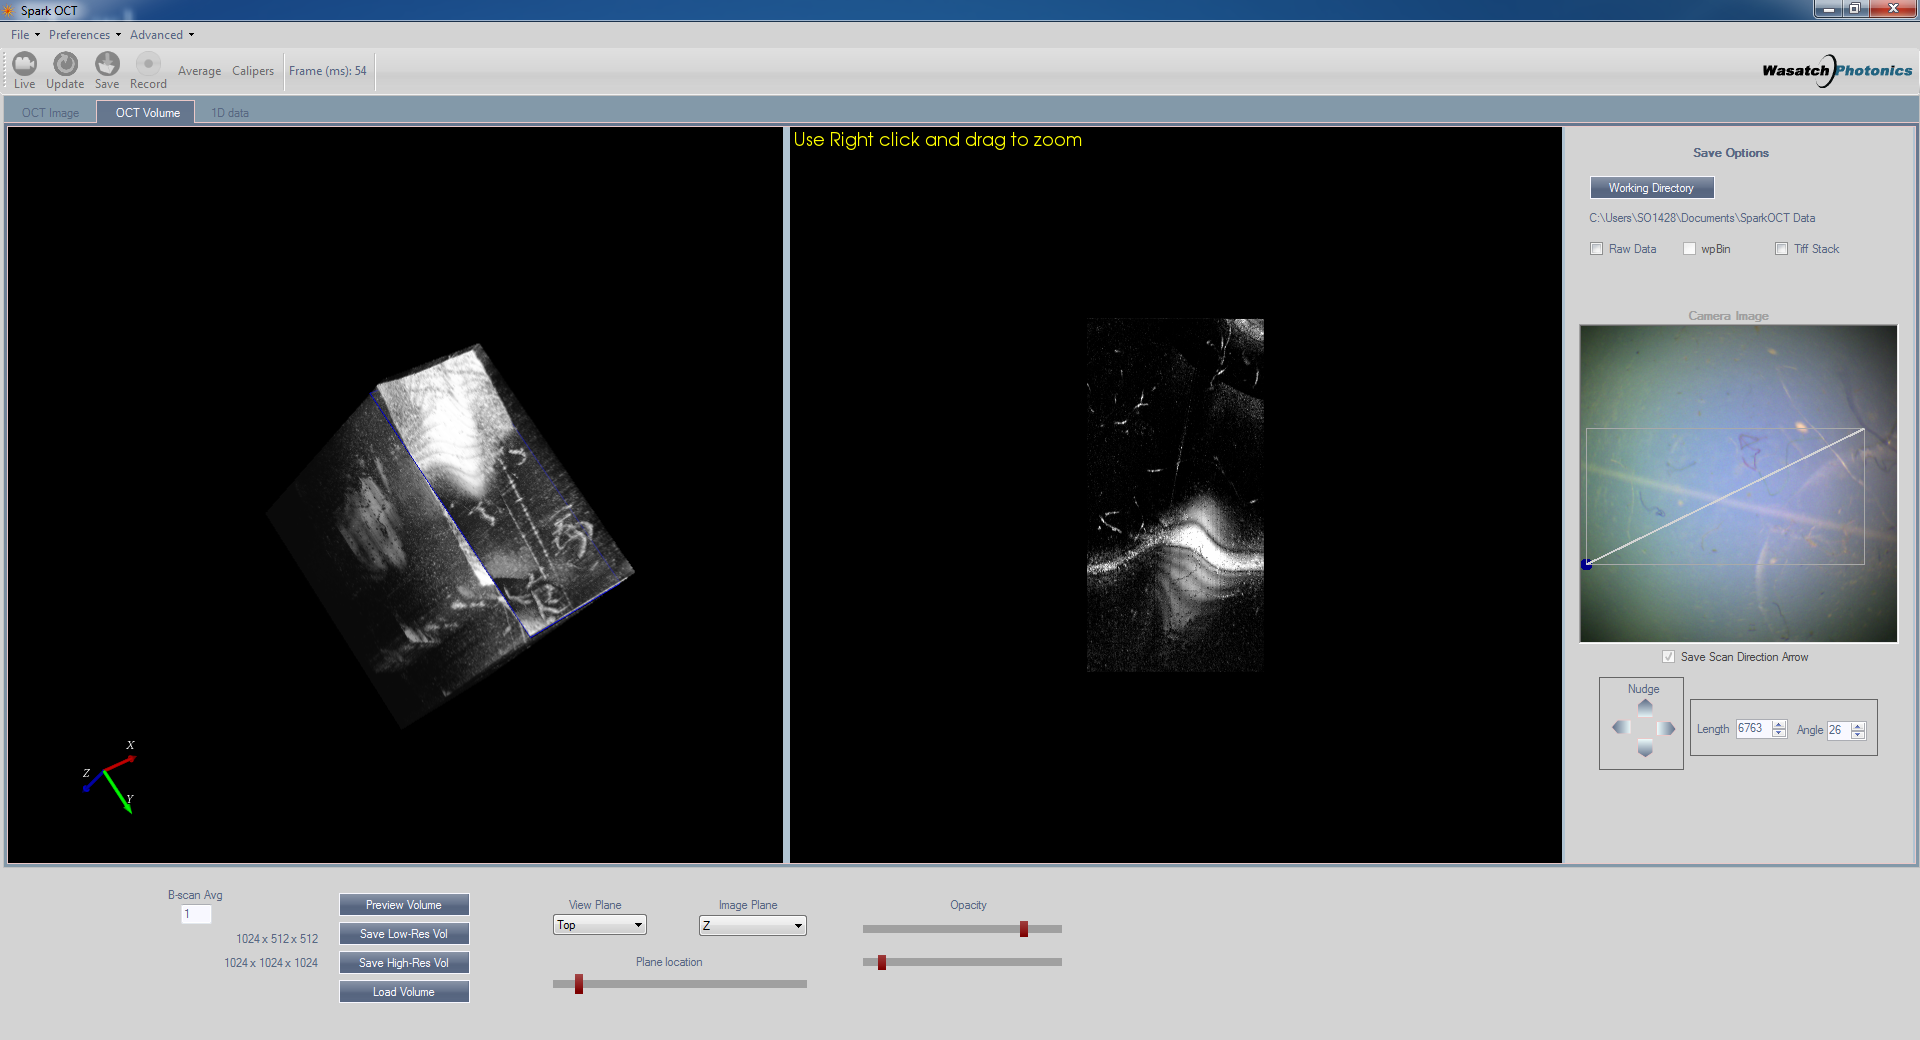 Spark OCT
File Preferences Advanced
Live Update Save Record Average Calipers Frame (ms): 54
Wasatch Photonics
OCT Image OCT Volume 1D data
Use Right click and drag to zoom
Save Options
Working Directory
C:\Users\SO1428\Documents\SparkOCT Data
Raw Data wpBin Tiff Stack
Camera Image
Save Scan Direction Arrow
Nudge
Length 6763 Angle 26
X
Z
Y
B-scan Avg
1
1024 x 512 x 512
1024 x 1024 x 1024
Preview Volume
Save Low-Res Vol
Save High-Res Vol
Load Volume
View Plane Image Plane
Top Z
Plane location
Opacity